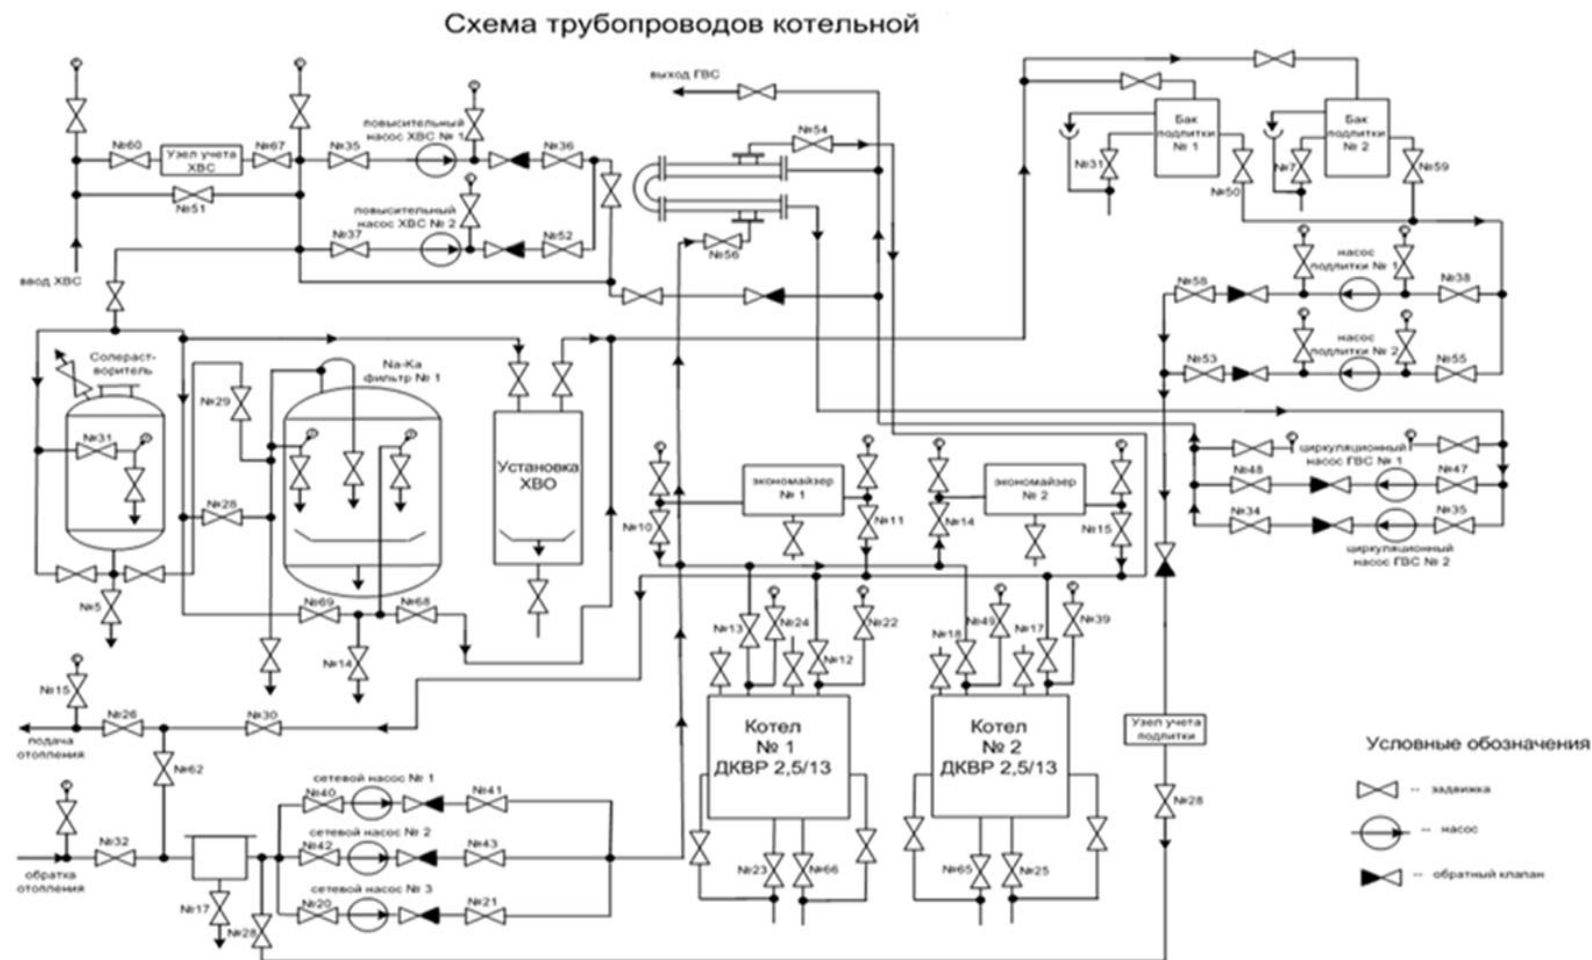 Схема трубопроводов котельной
выход ГВС
повысительный
насос ХВС № 1
№60
Узел учета
ХВС
№67
№35
№36
№54
Бак
подпитки
№ 1
Бак
подпитки
№ 2
№31
№50
№7
№59
№51
повысительный
насос ХВС № 2
№37
№52
№56
ввод ХВС
насос
подпитки № 1
№58
№38
насос
подпитки № 2
№53
№55
Солераст-
воритель
Na-Ka
фильтр № 1
№29
№31
№28
Установка
ХВО
экономайзер
№ 1
экономайзер
№ 2
№10
№11
№14
№15
циркуляционный
насос ГВС № 1
№48
№47
№34
№35
циркуляционный
насос ГВС № 2
№5
№69
№68
№14
№13
№24
№22
№12
№18
№49
№17
№39
№15
№26
№30
подача
отопления
№62
Котел
№ 1
ДКВР 2,5/13
Котел
№ 2
ДКВР 2,5/13
Узел учета
подпитки
№28
Условные обозначения
-- задвижка
-- насос
-- обратный клапан
сетевой насос № 1
№40
№41
сетевой насос № 2
№32
№42
№43
обратка
отопления
сетевой насос № 3
№17
№28
№20
№21
№23
№66
№65
№25